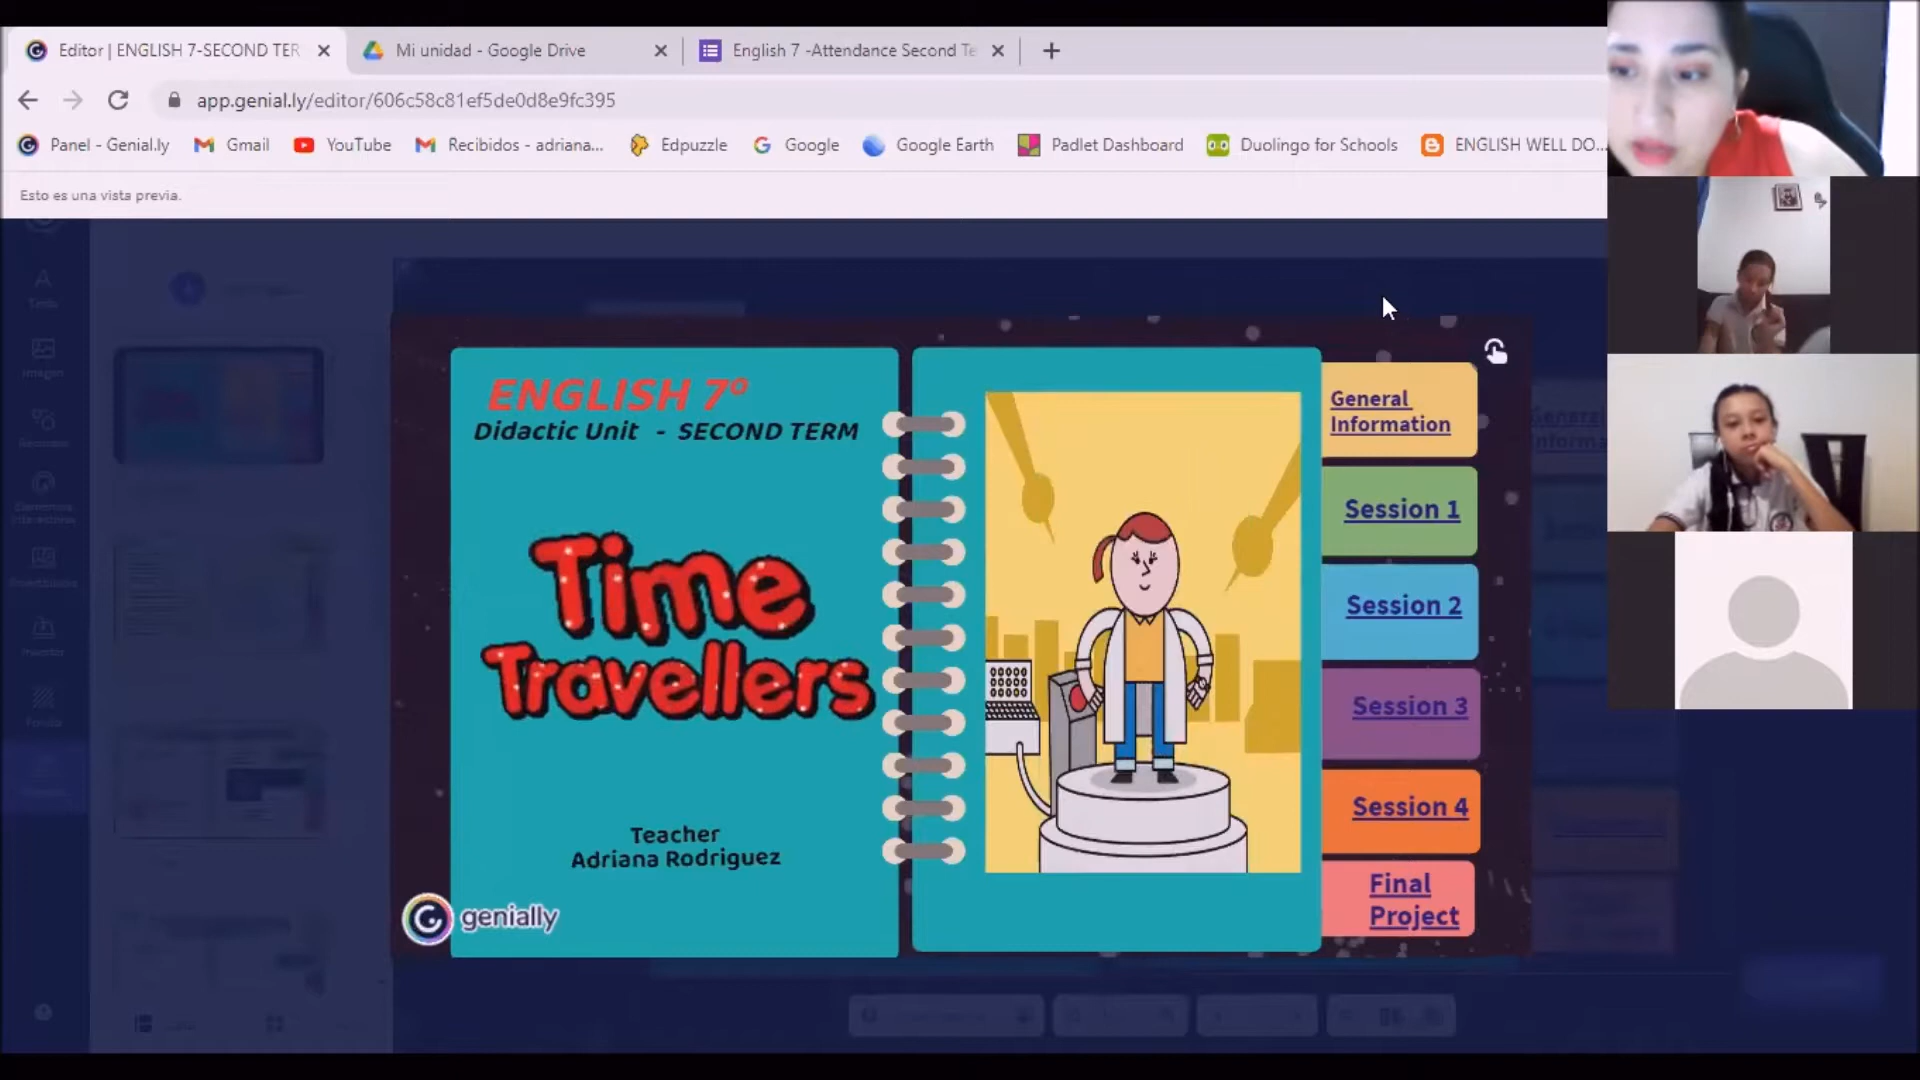 Editor | ENGLISH 7-SECOND TER
Mi unidad - Google Drive
English 7 -Attendance Second Te
app.genial.ly/editor/606c58c81ef5de0d8e9fc395
Panel - Genial.ly
Gmail
YouTube
Recibidos - adriana...
Edpuzzle
Google
Google Earth
Padlet Dashboard
Duolingo for Schools
ENGLISH WELL DO...
Esto es una vista previa.
ENGLISH 7º
Didactic Unit - SECOND TERM
Time
Travellers
Teacher
Adriana Rodriguez
genially
General
Information
Session 1
Session 2
Session 3
Session 4
Final
Project